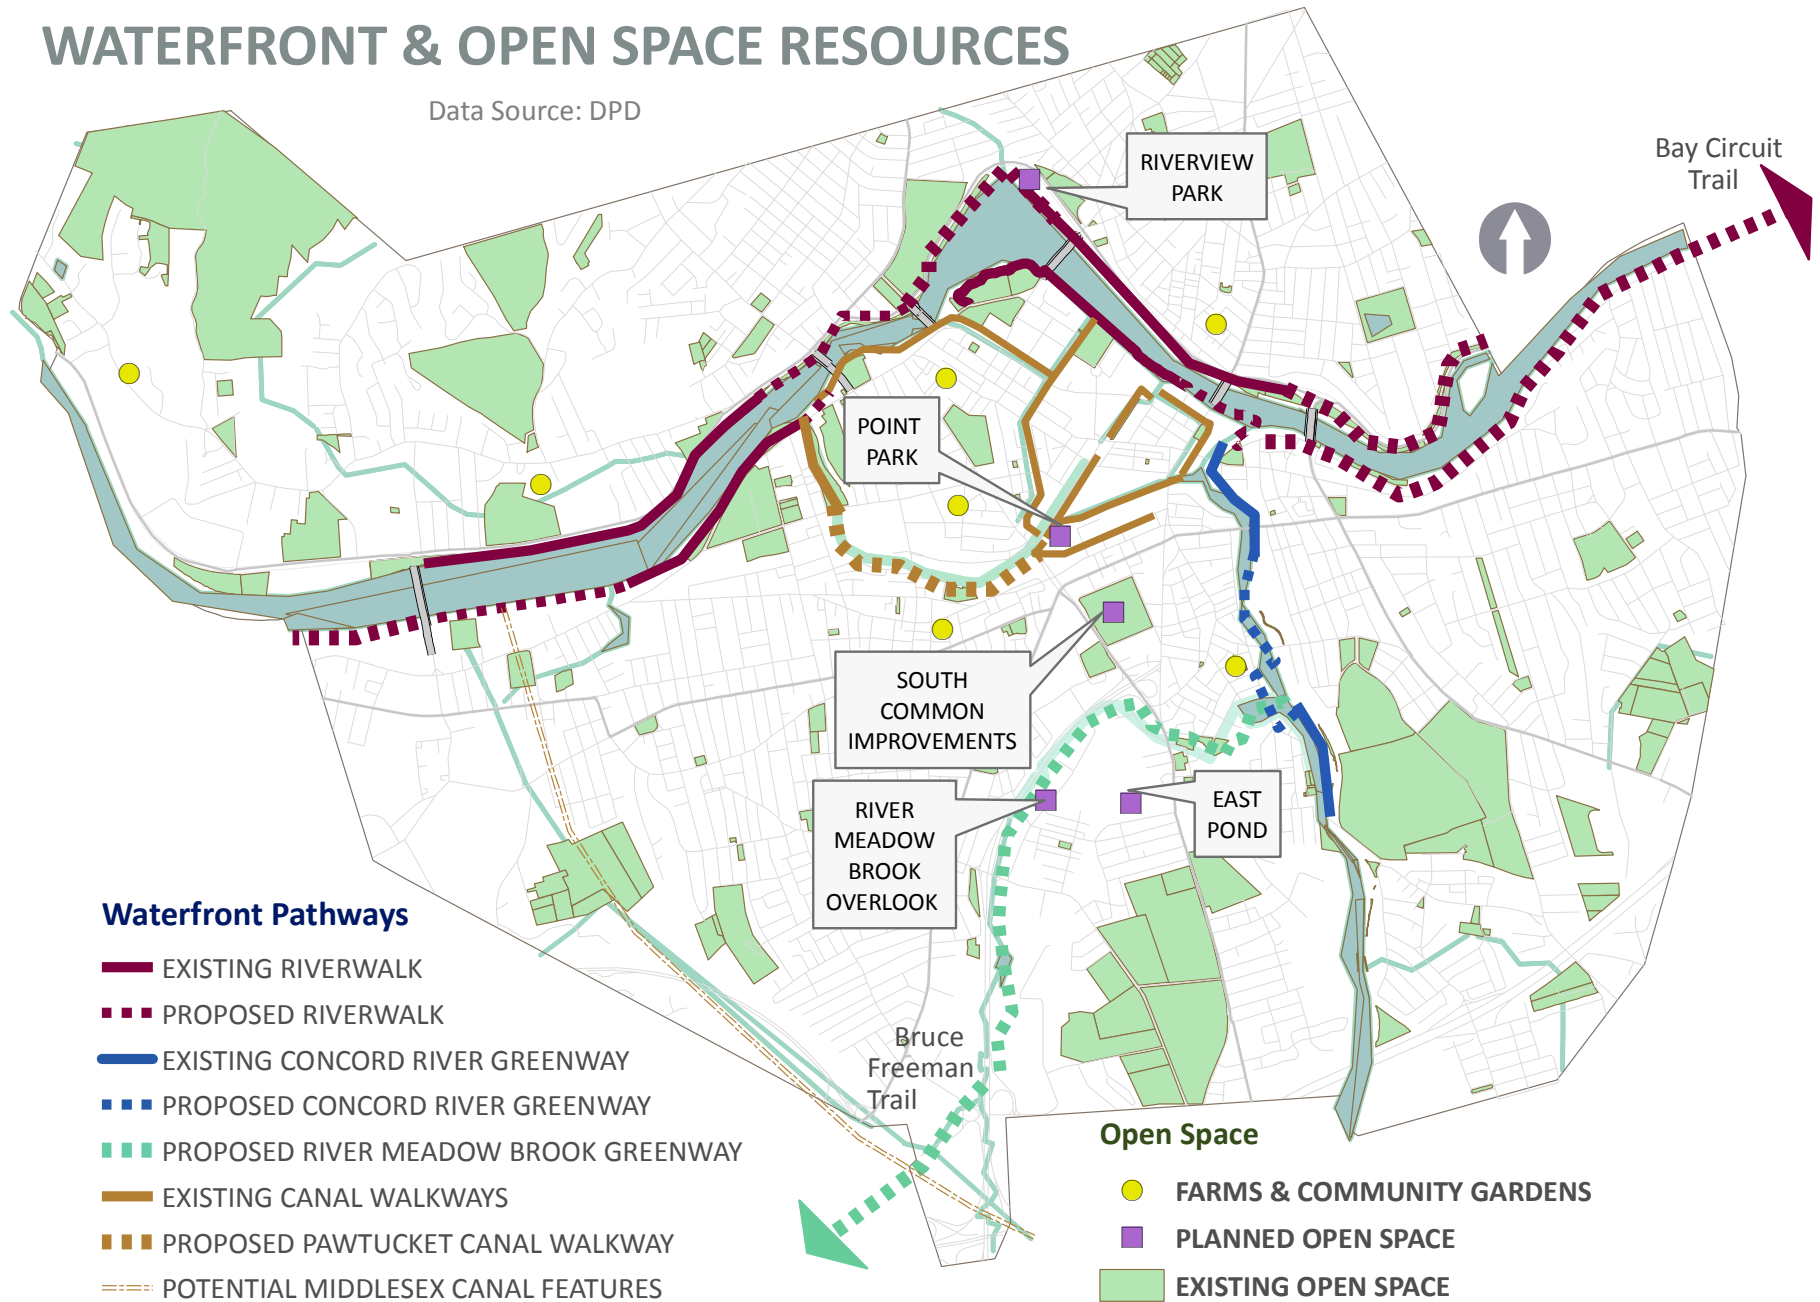 WATERFRONT & OPEN SPACE RESOURCES
Data Source: DPD
Bay Circuit
Trail
RIVERVIEW
PARK
POINT
PARK
SOUTH
COMMON
IMPROVEMENTS
RIVER
MEADOW
BROOK
OVERLOOK
EAST
POND
Bruce
Freeman
Trail
Waterfront Pathways
EXISTING RIVERWALK
PROPOSED RIVERWALK
EXISTING CONCORD RIVER GREENWAY
PROPOSED CONCORD RIVER GREENWAY
PROPOSED RIVER MEADOW BROOK GREENWAY
EXISTING CANAL WALKWAYS
PROPOSED PAWTUCKET CANAL WALKWAY
POTENTIAL MIDDLESEX CANAL FEATURES
Open Space
FARMS & COMMUNITY GARDENS
PLANNED OPEN SPACE
EXISTING OPEN SPACE